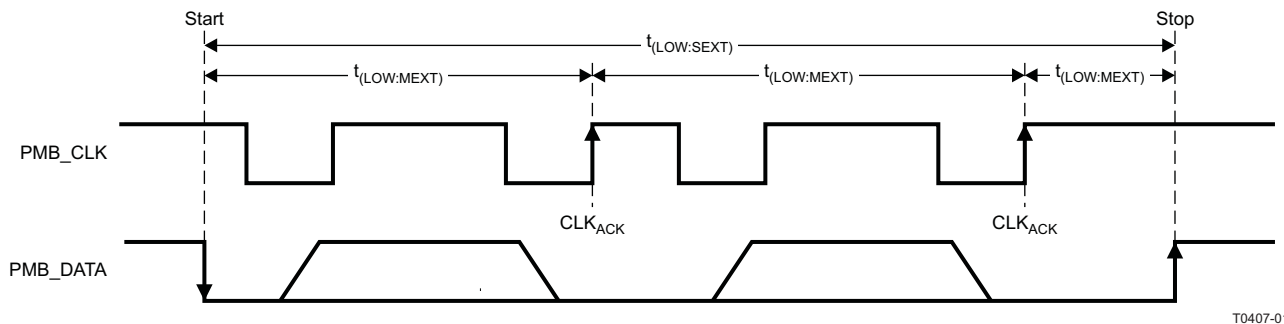 Start
Stop
t(LOW:SEXT)
t(LOW:MEXT)
t(LOW:MEXT)
t(LOW:MEXT)
PMB_CLK
CLKACK
CLKACK
PMB_DATA
T0407-01